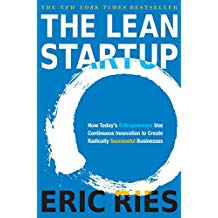 THE NEW YORK TIMES BESTSELLER
THE LEAN
STARTUP
How Today's Entrepreneurs Use
Continuous Innovation to Create
Radically Successful Businesses
ERIC RIES